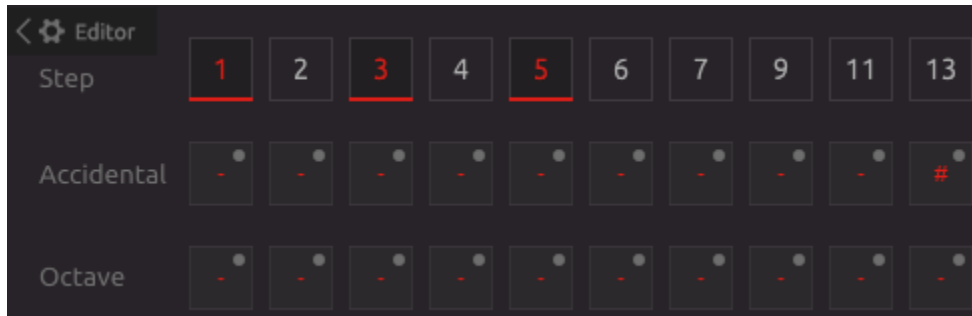 Editor
Step 1 2 3 4 5 6 7 9 11 13
Accidental - - - - - - - - - #
Octave - - - - - - - - - -